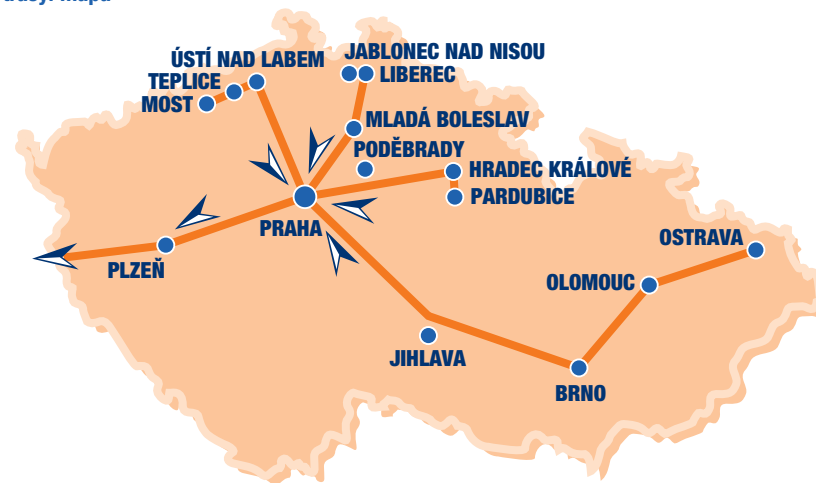 mapa
ÚSTÍ NAD LABEM
JABLONEC NAD NISOU
TEPLICE
LIBEREC
MOST
MLADÁ BOLESLAV
PODĚBRADY
HRADEC KRÁLOVÉ
PARDUBICE
PRAHA
OSTRAVA
PLZEŇ
OLOMOUC
JIHLAVA
BRNO